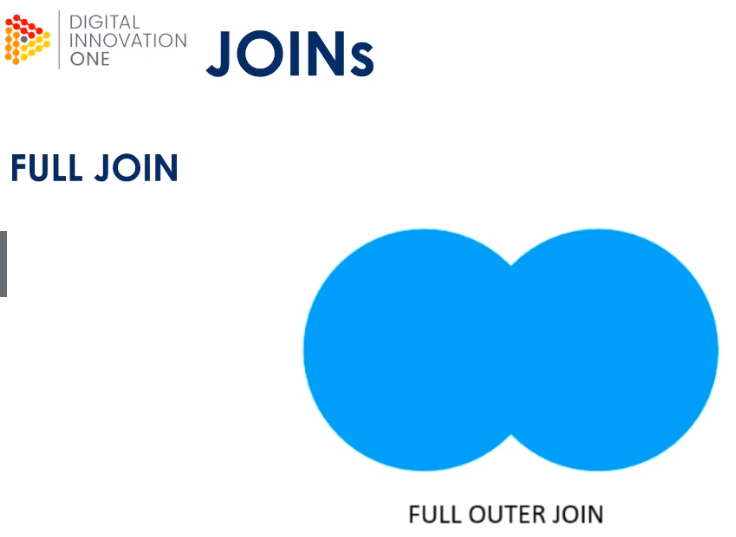 DIGITAL
INNOVATION
ONE
JOINs
FULL JOIN
FULL OUTER JOIN